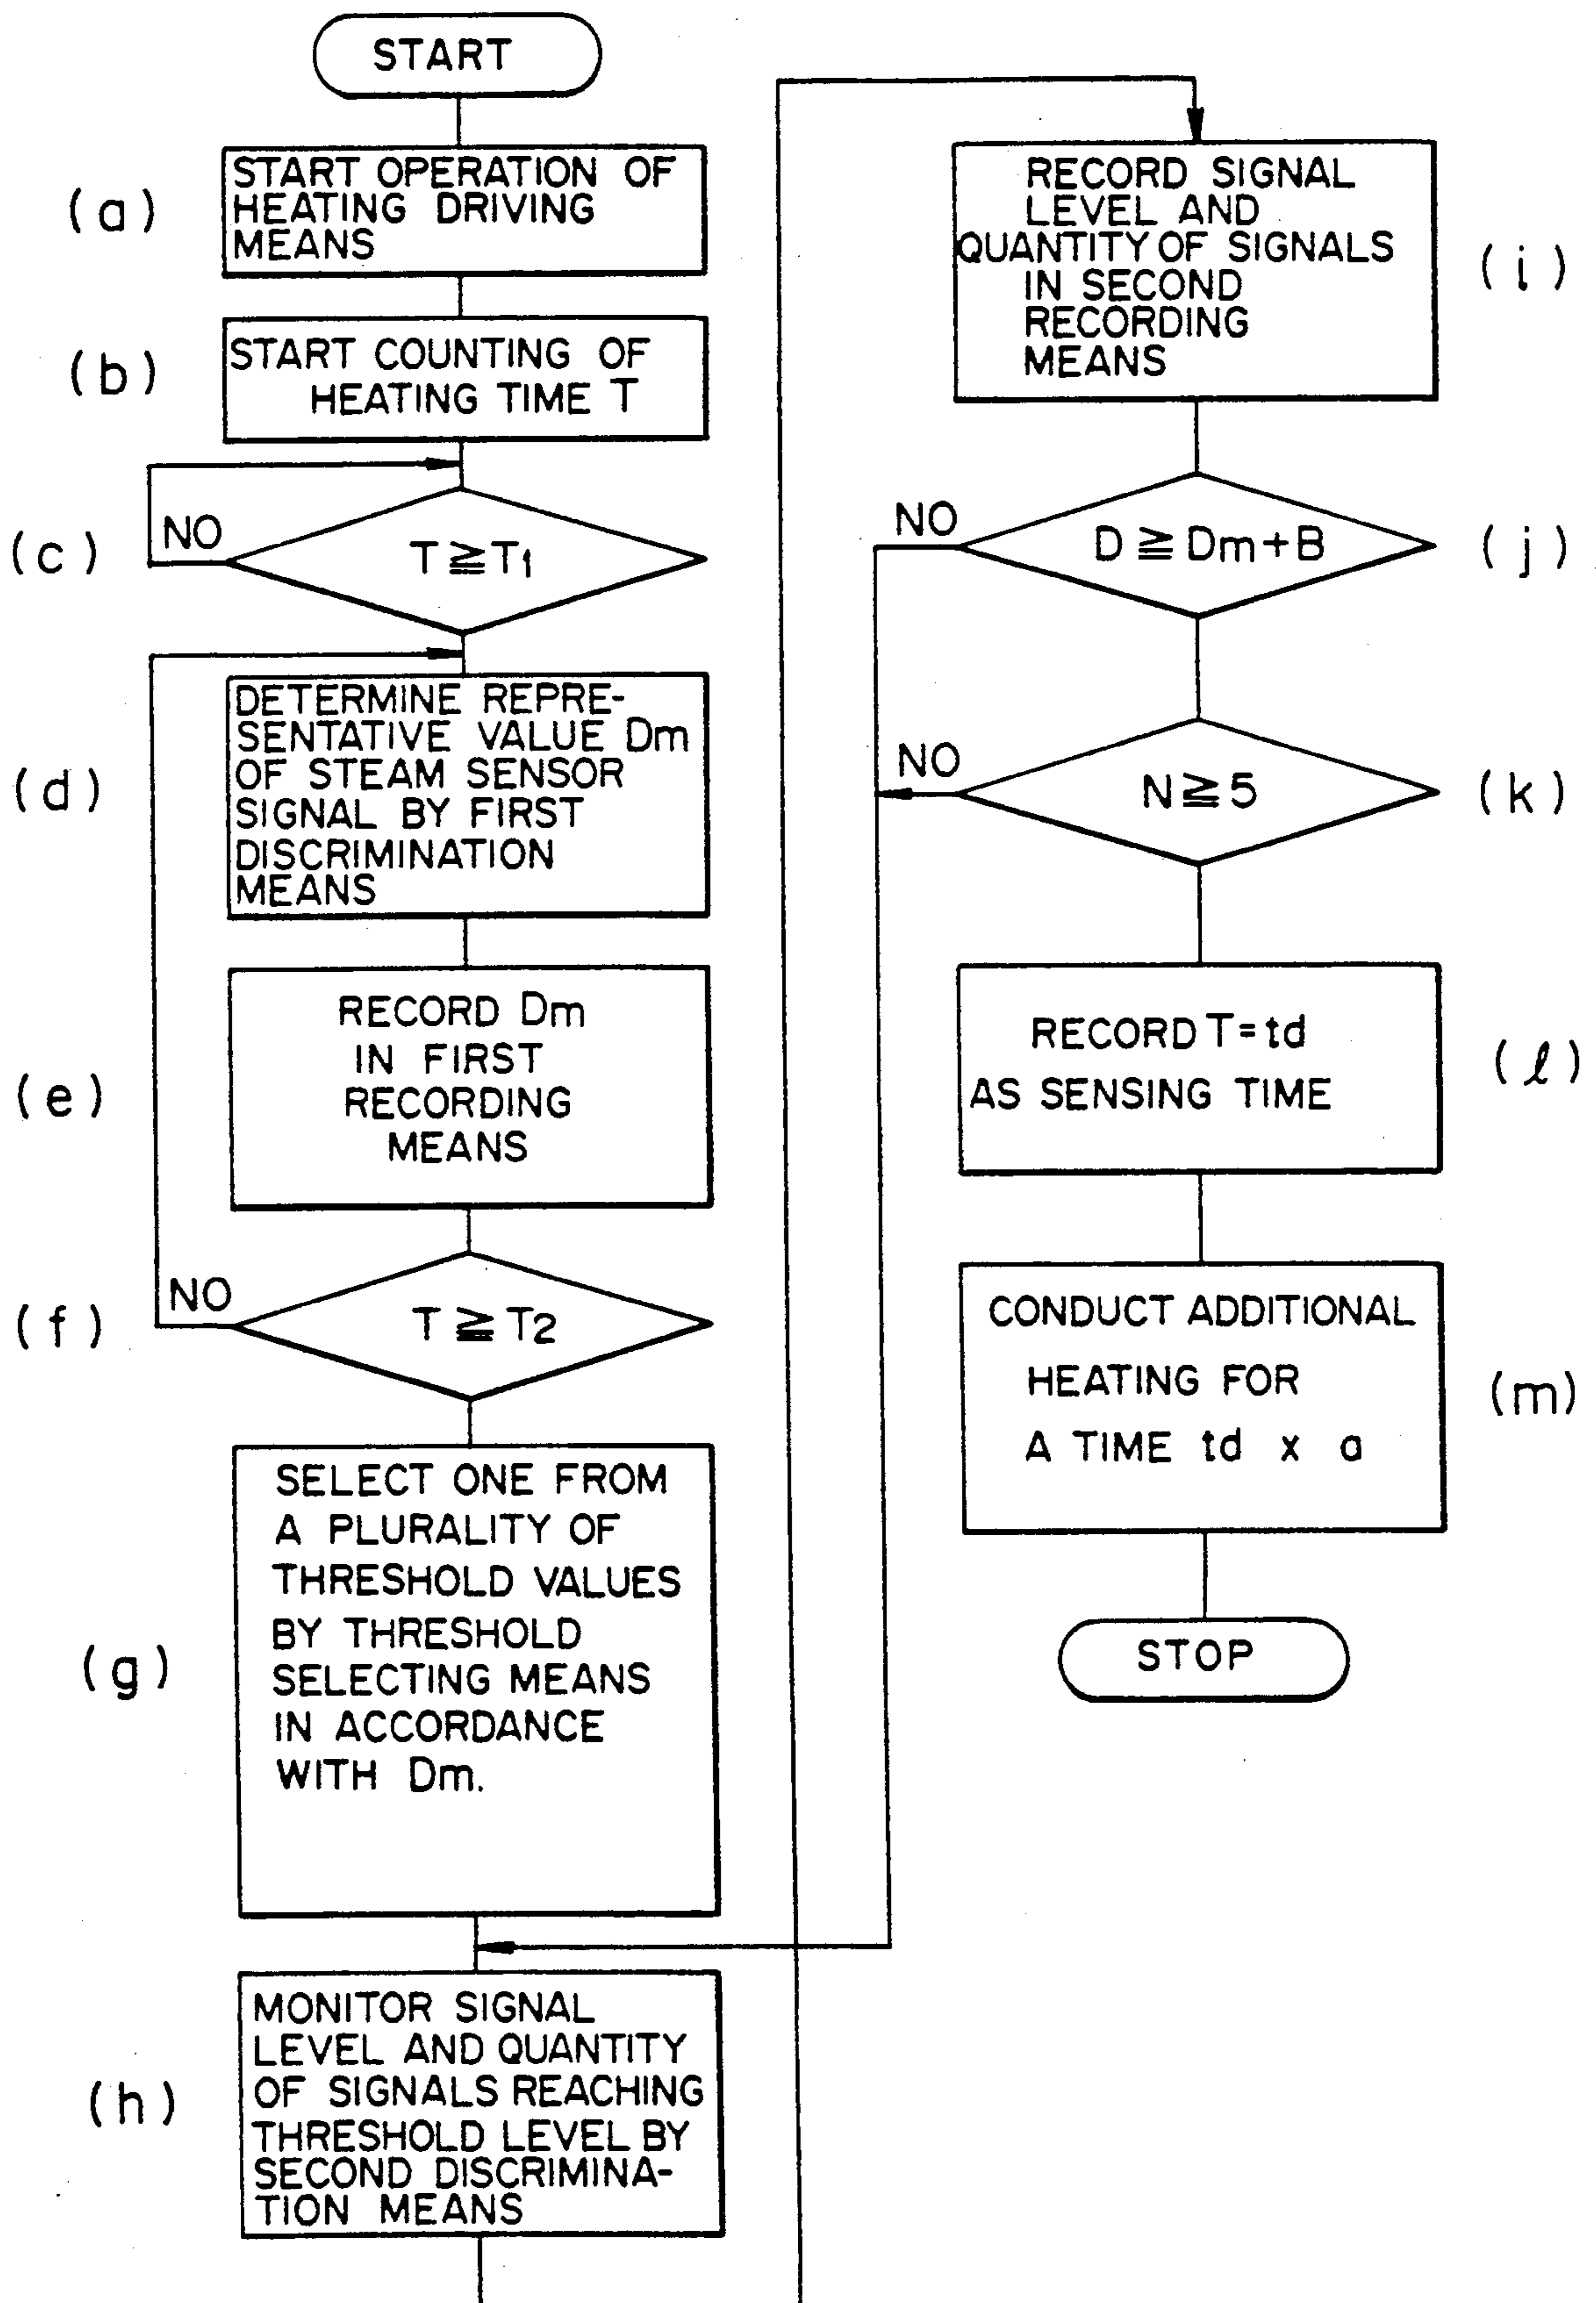 START
(a)
START OPERATION OF
HEATING DRIVING
MEANS
(b)
START COUNTING OF
HEATING TIME T
(c)
NO
T ≧ T1
(d)
DETERMINE REPRE-
SENTATIVE VALUE Dm
OF STEAM SENSOR
SIGNAL BY FIRST
DISCRIMINATION
MEANS
(e)
RECORD Dm
IN FIRST
RECORDING
MEANS
(f)
NO
T ≧ T2
(g)
SELECT ONE FROM
A PLURALITY OF
THRESHOLD VALUES
BY THRESHOLD
SELECTING MEANS
IN ACCORDANCE
WITH Dm.
(h)
MONITOR SIGNAL
LEVEL AND QUANTITY
OF SIGNALS REACHING
THRESHOLD LEVEL BY
SECOND DISCRIMINA-
TION MEANS
RECORD SIGNAL
LEVEL AND
QUANTITY OF SIGNALS
IN SECOND
RECORDING
MEANS
(i)
NO
D ≧ Dm+B
(j)
NO
N ≧ 5
(k)
RECORD T=td
AS SENSING TIME
(ℓ)
CONDUCT ADDITIONAL
HEATING FOR
A TIME td x a
(m)
STOP